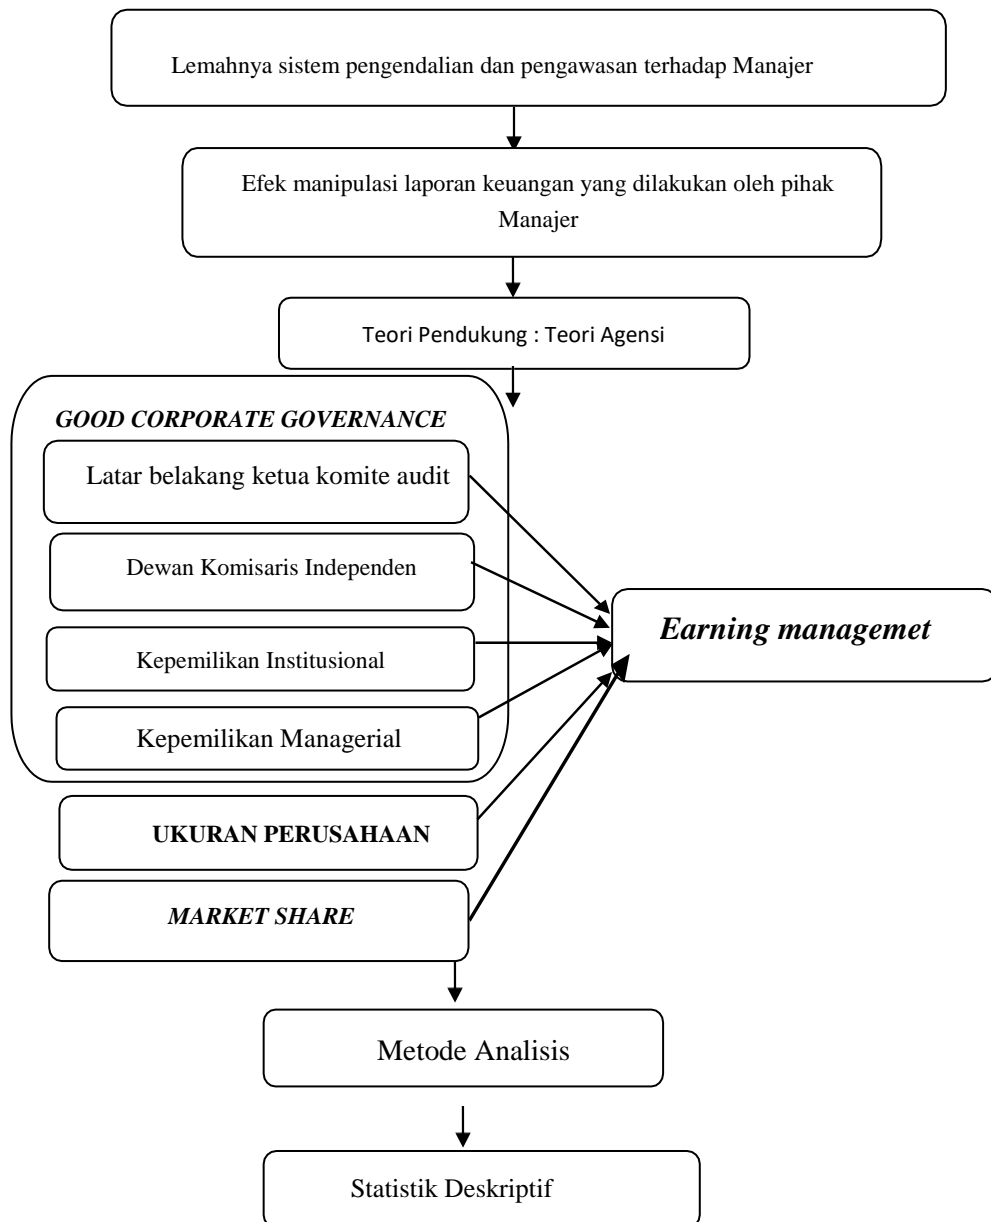 Lemahnya sistem pengendalian dan pengawasan terhadap Manajer
Efek manipulasi laporan keuangan yang dilakukan oleh pihak
Manajer
Teori Pendukung : Teori Agensi
GOOD CORPORATE GOVERNANCE
Latar belakang ketua komite audit
Dewan Komisaris Independen
Kepemilikan Institusional
Kepemilikan Managerial
UKURAN PERUSAHAAN
MARKET SHARE
Earning managemet
Metode Analisis
Statistik Deskriptif